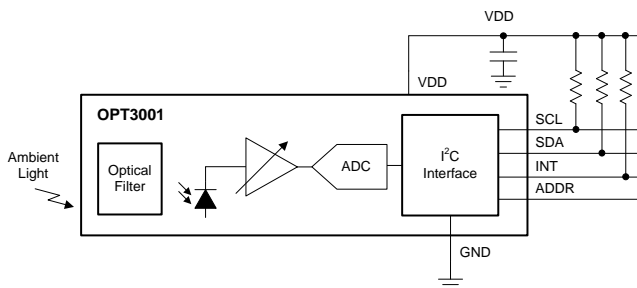 VDD
VDD
OPT3001
SCL
SDA
INT
ADDR
Ambient
Light
Optical
Filter
ADC
I²C
Interface
GND